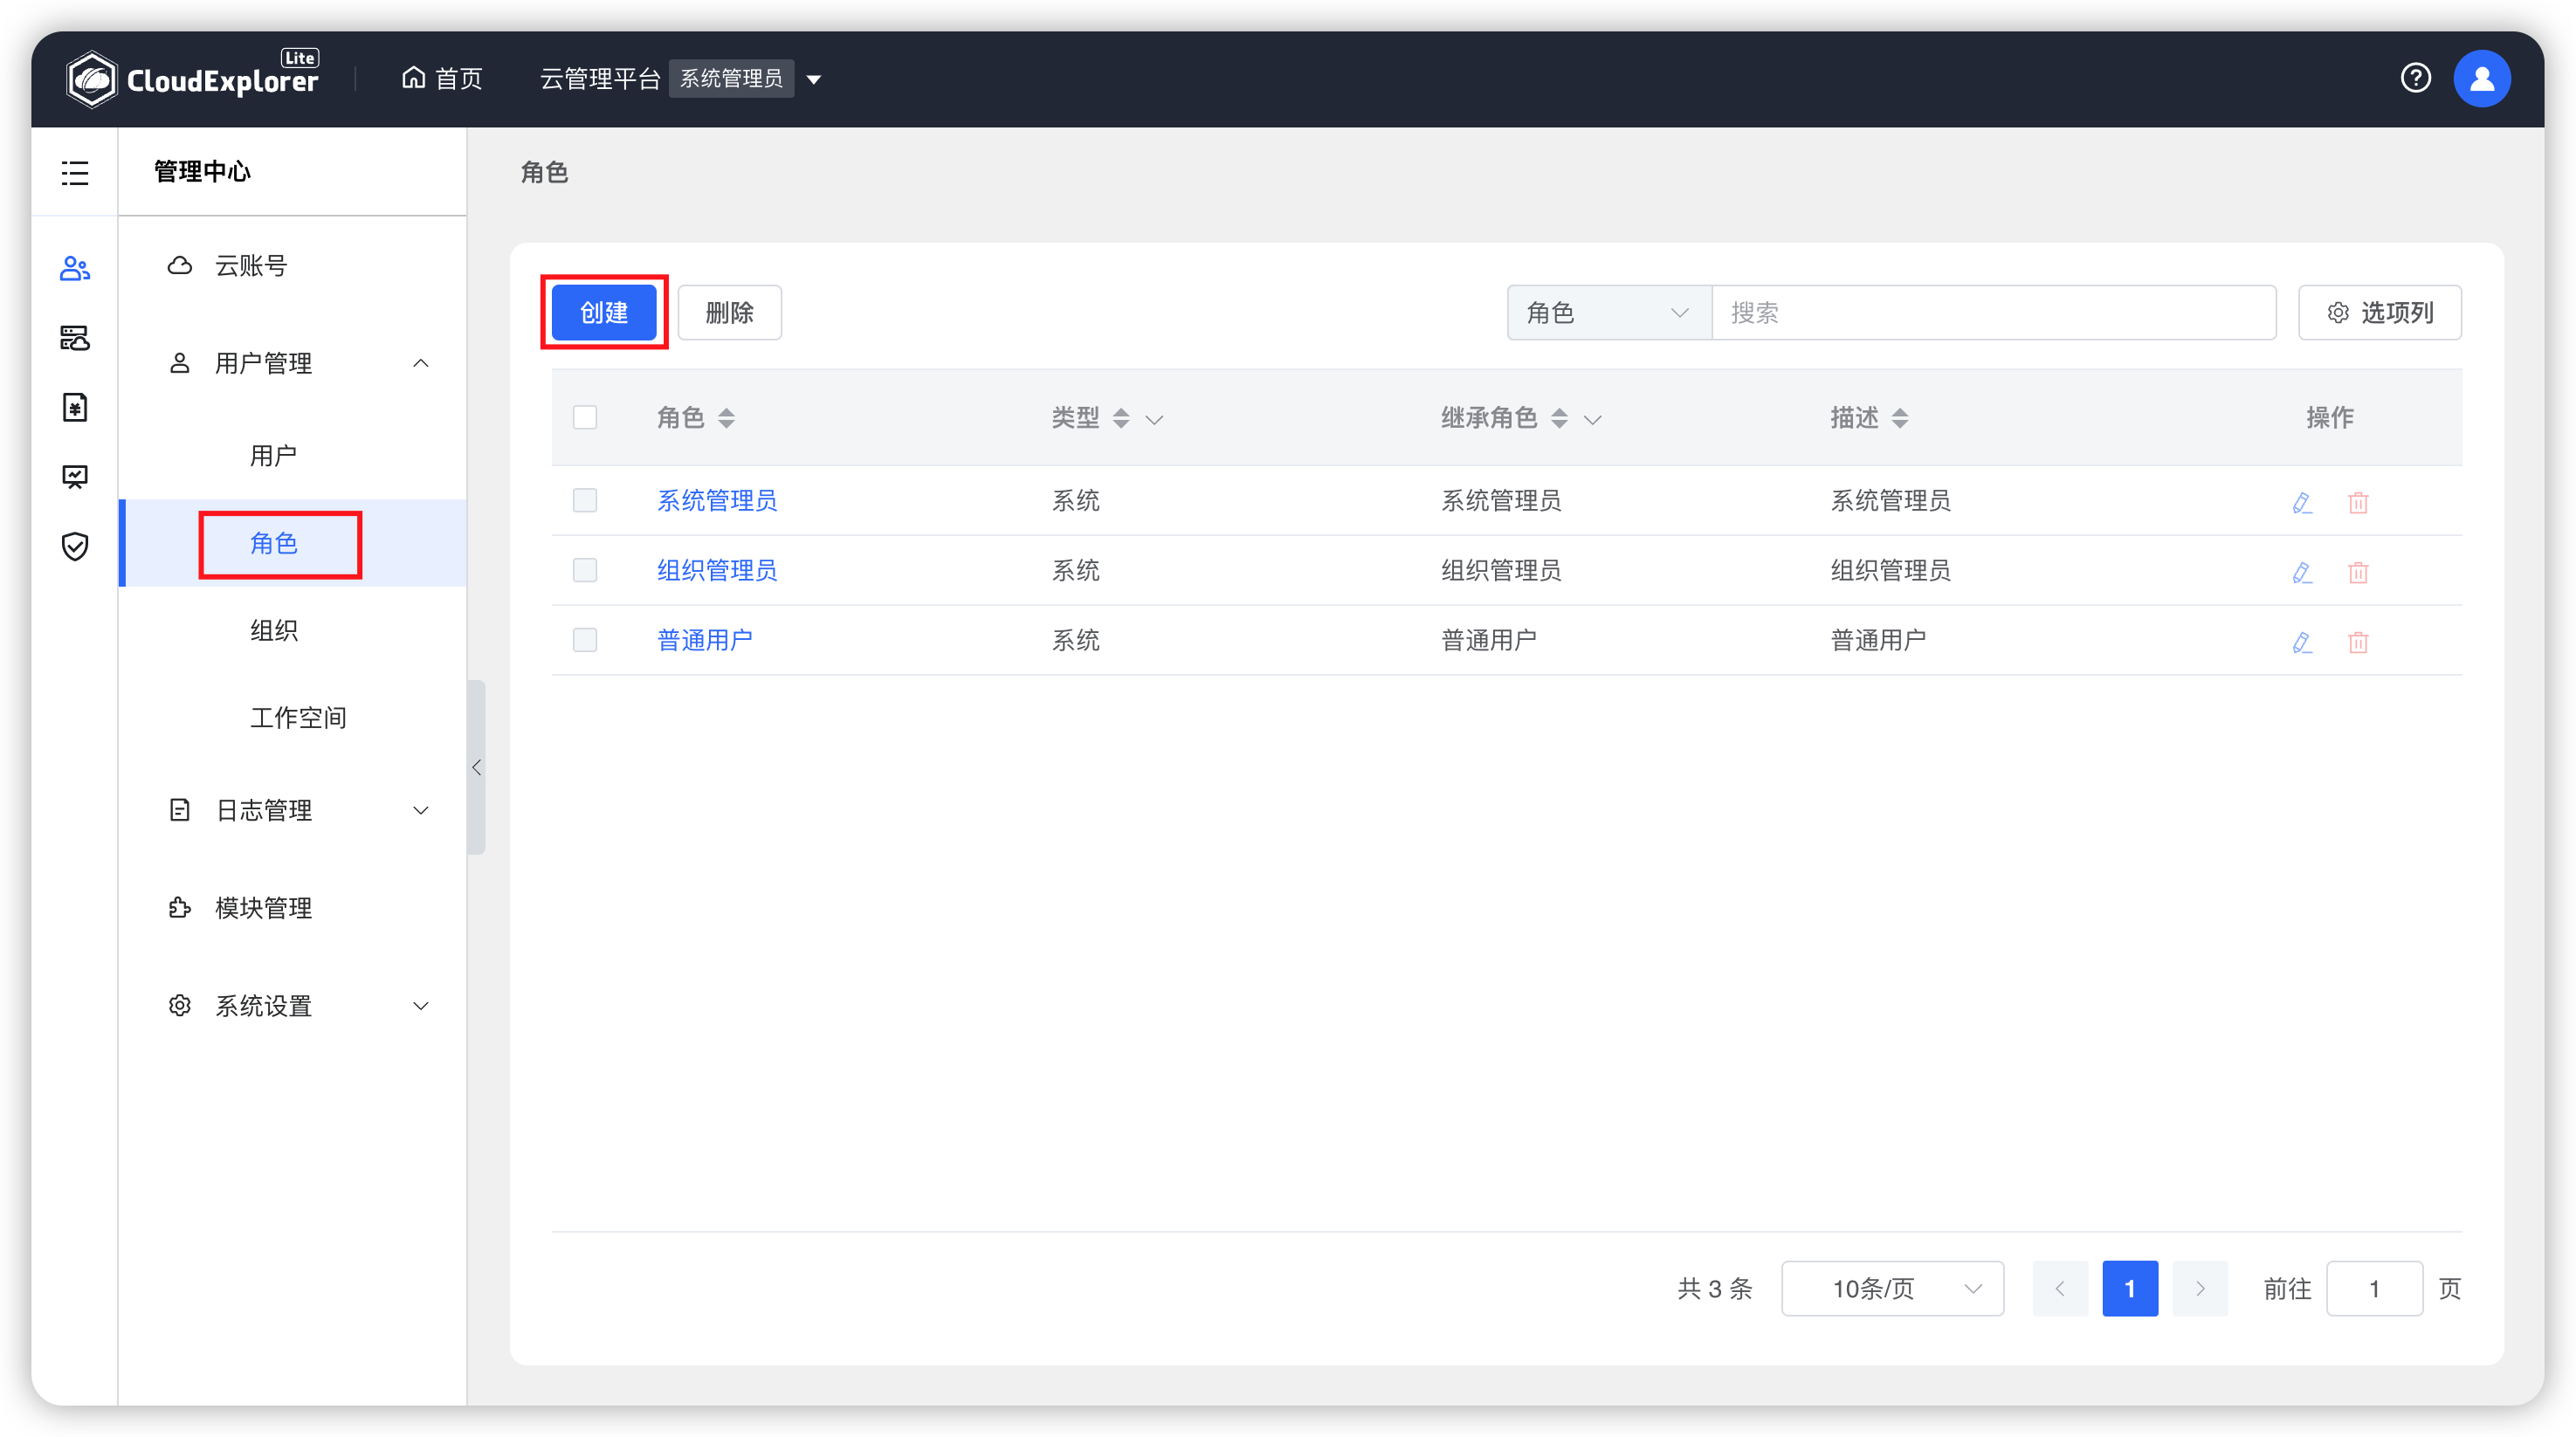 CloudExplorer Lite
首页
云管理平台 系统管理员
管理中心
云账号
用户管理
用户
角色
组织
工作空间
日志管理
模块管理
系统设置
角色
创建 删除 角色 搜索 选项列
角色 类型 继承角色 描述 操作
系统管理员 系统 系统管理员 系统管理员
组织管理员 系统 组织管理员 组织管理员
普通用户 系统 普通用户 普通用户
共 3 条 10条/页 1 前往 1 页